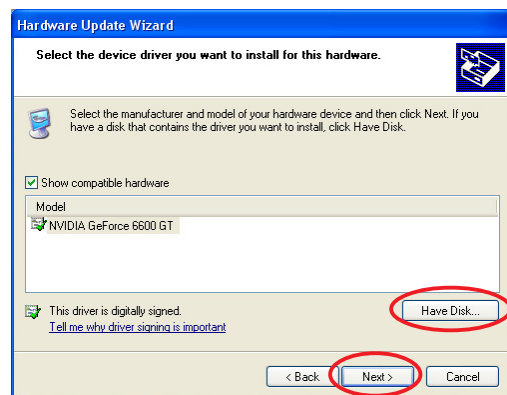 Hardware Update Wizard
Select the device driver you want to install for this hardware.
Select the manufacturer and model of your hardware device and then click Next. If you
have a disk that contains the driver you want to install, click Have Disk.
Show compatible hardware
Model
NVIDIA GeForce 6600 GT
This driver is digitally signed.
Have Disk...
Tell me why driver signing is important
< Back
Next >
Cancel